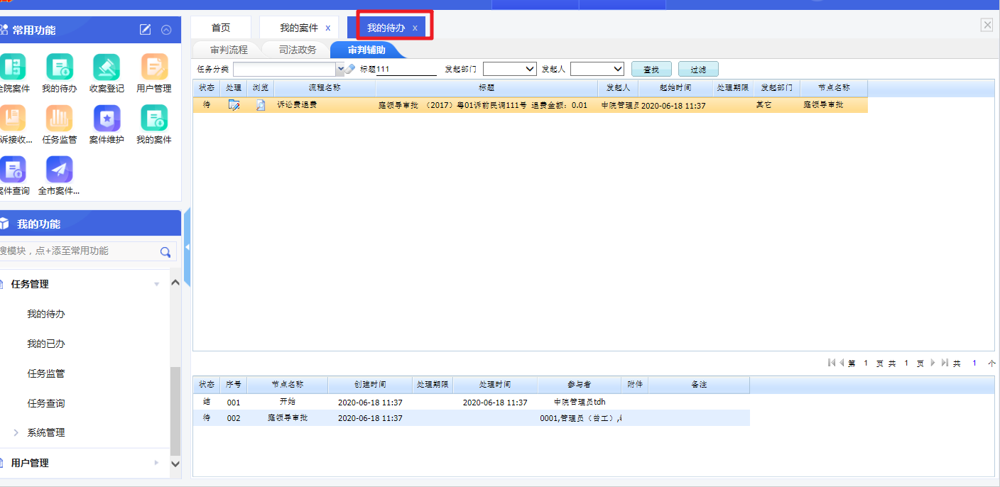 常用功能
我的待办 收案登记 用户管理
任务监管 案件维护 我的案件
全市案件...
我的功能
搜模块，点+添至常用功能
任务管理
我的待办
我的已办
任务监管
任务查询
系统管理
用户管理
首页 我的案件 x 我的待办 x
审判流程 司法政务 审判辅助
任务分类 标题111 发起部门 发起人 查找 过滤
状态 处理 浏览 流程名称 标题 发起人 起始时间 处理期限 发起部门 节点名称
待 诉讼费退费 庭领导审批 （2017）粤01诉前民调111号 退费金额：0.01 中院管理员 2020-06-18 11:37 其它 庭领导审批
第 1 页 共 1 页 共 1 个
状态 序号 节点名称 创建时间 处理期限 处理时间 参与者 附件 备注
结 001 开始 2020-06-18 11:37 2020-06-18 11:37 中院管理员tdh
待 002 庭领导审批 2020-06-18 11:37 0001,管理员（曾工）,